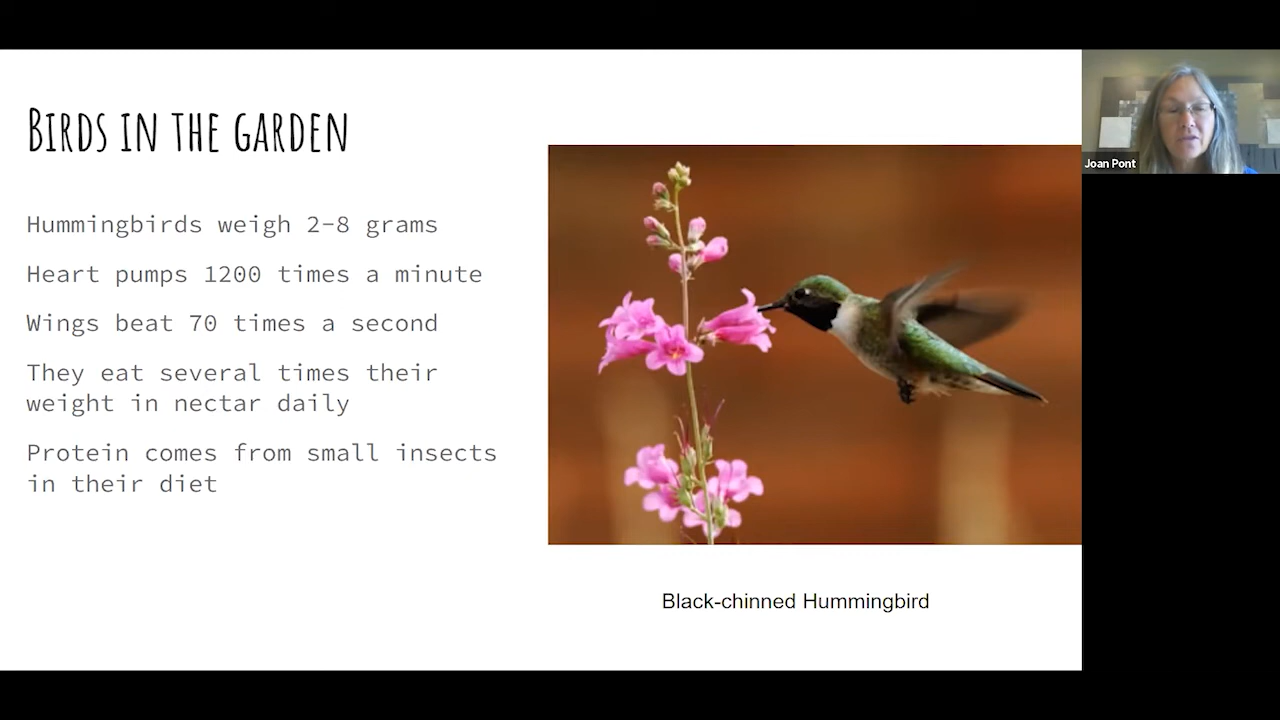 BIRDS IN THE GARDEN
Hummingbirds weigh 2-8 grams
Heart pumps 1200 times a minute
Wings beat 70 times a second
They eat several times their
weight in nectar daily
Protein comes from small insects
in their diet
Black-chinned Hummingbird
Joan Pont